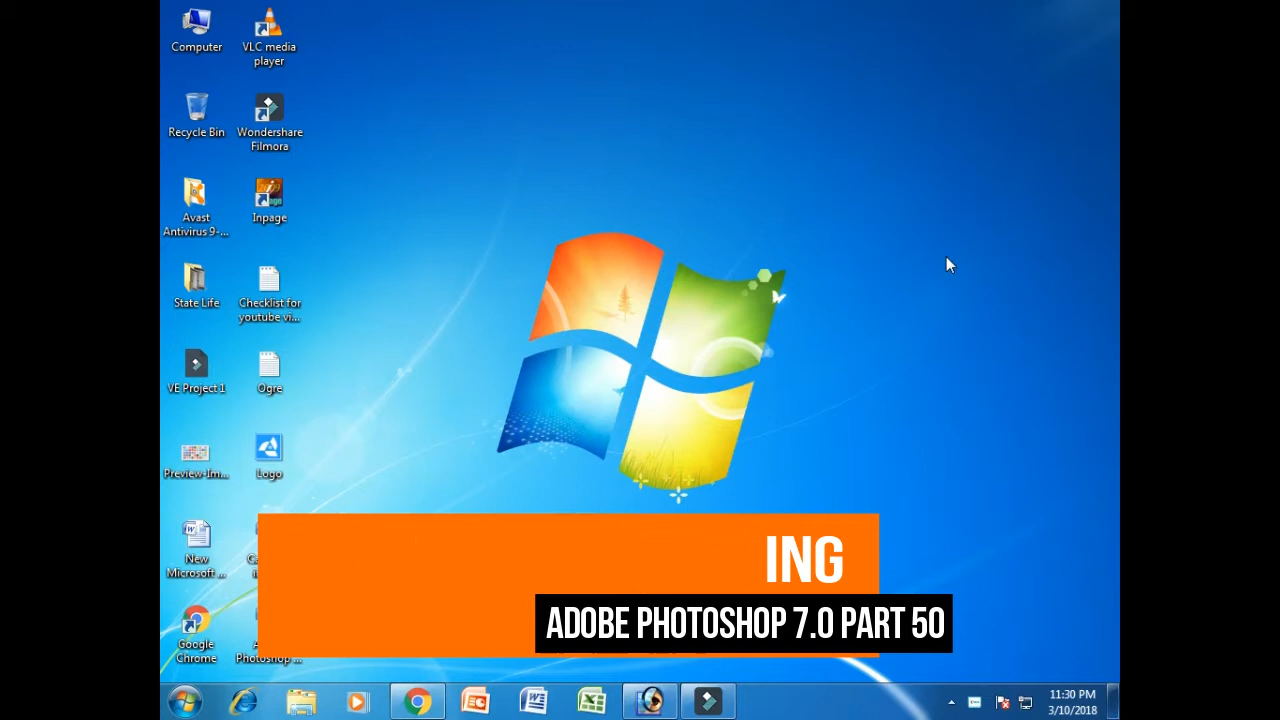 Computer
VLC media
player
Recycle Bin
Wondershare
Filmora
Avast
Antivirus 9-...
Inpage
State Life
Checklist for
youtube vi...
VE Project 1
Ogre
Preview-Im...
Logo
New
Microsoft ...
Google
Chrome
Photoshop ...
ING
ADOBE PHOTOSHOP 7.0 PART 50
11:30 PM
3/10/2018